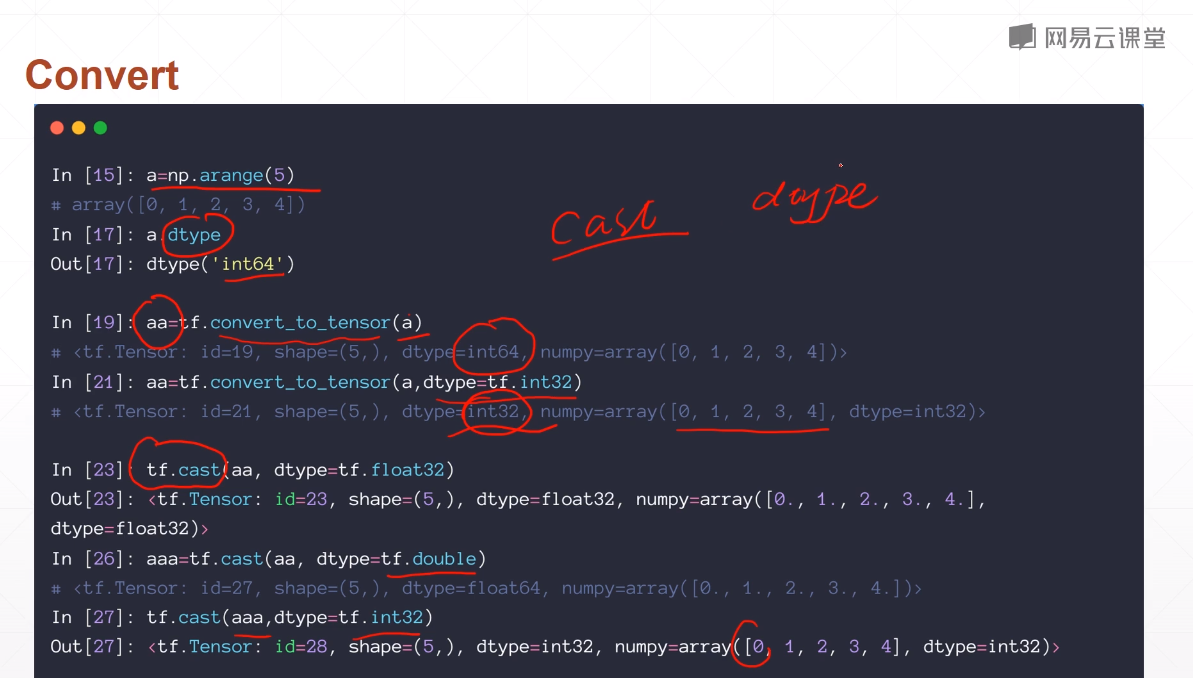 网易云课堂
Convert
In [15]: a=np.arange(5)
# array([0, 1, 2, 3, 4])
cast
dtype
In [17]: a.dtype
Out[17]: dtype('int64')
In [19]: aa=tf.convert_to_tensor(a)
# <tf.Tensor: id=19, shape=(5,), dtype=int64, numpy=array([0, 1, 2, 3, 4])>
In [21]: aa=tf.convert_to_tensor(a,dtype=tf.int32)
# <tf.Tensor: id=21, shape=(5,), dtype=int32, numpy=array([0, 1, 2, 3, 4], dtype=int32)>
In [23]: tf.cast(aa, dtype=tf.float32)
Out[23]: <tf.Tensor: id=23, shape=(5,), dtype=float32, numpy=array([0., 1., 2., 3., 4.],
dtype=float32)>
In [26]: aaa=tf.cast(aa, dtype=tf.double)
# <tf.Tensor: id=27, shape=(5,), dtype=float64, numpy=array([0., 1., 2., 3., 4.])>
In [27]: tf.cast(aaa,dtype=tf.int32)
Out[27]: <tf.Tensor: id=28, shape=(5,), dtype=int32, numpy=array([0, 1, 2, 3, 4], dtype=int32)>